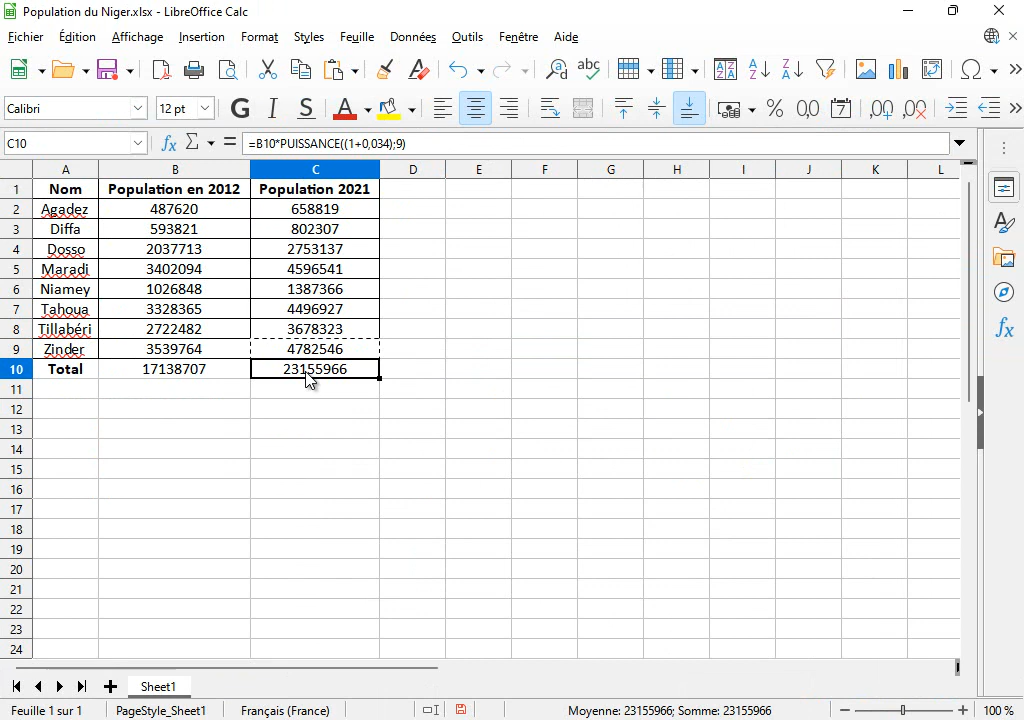 Population du Niger.xlsx - LibreOffice Calc
Fichier Édition Affichage Insertion Format Styles Feuille Données Outils Fenêtre Aide
Calibri 12 pt G I S A
C10 =B10*PUISSANCE((1+0,034);9)
A B C D E F G H I J K L
1 Nom Population en 2012 Population 2021
2 Agadez 487620 658819
3 Diffa 593821 802307
4 Dosso 2037713 2753137
5 Maradi 3402094 4596541
6 Niamey 1026848 1387366
7 Tahoua 3328365 4496927
8 Tillabéri 2722482 3678323
9 Zinder 3539764 4782546
10 Total 17138707 23155966
11
12
13
14
15
16
17
18
19
20
21
22
23
24
Sheet1
Feuille 1 sur 1 PageStyle_Sheet1 Français (France) Moyenne: 23155966; Somme: 23155966 100 %